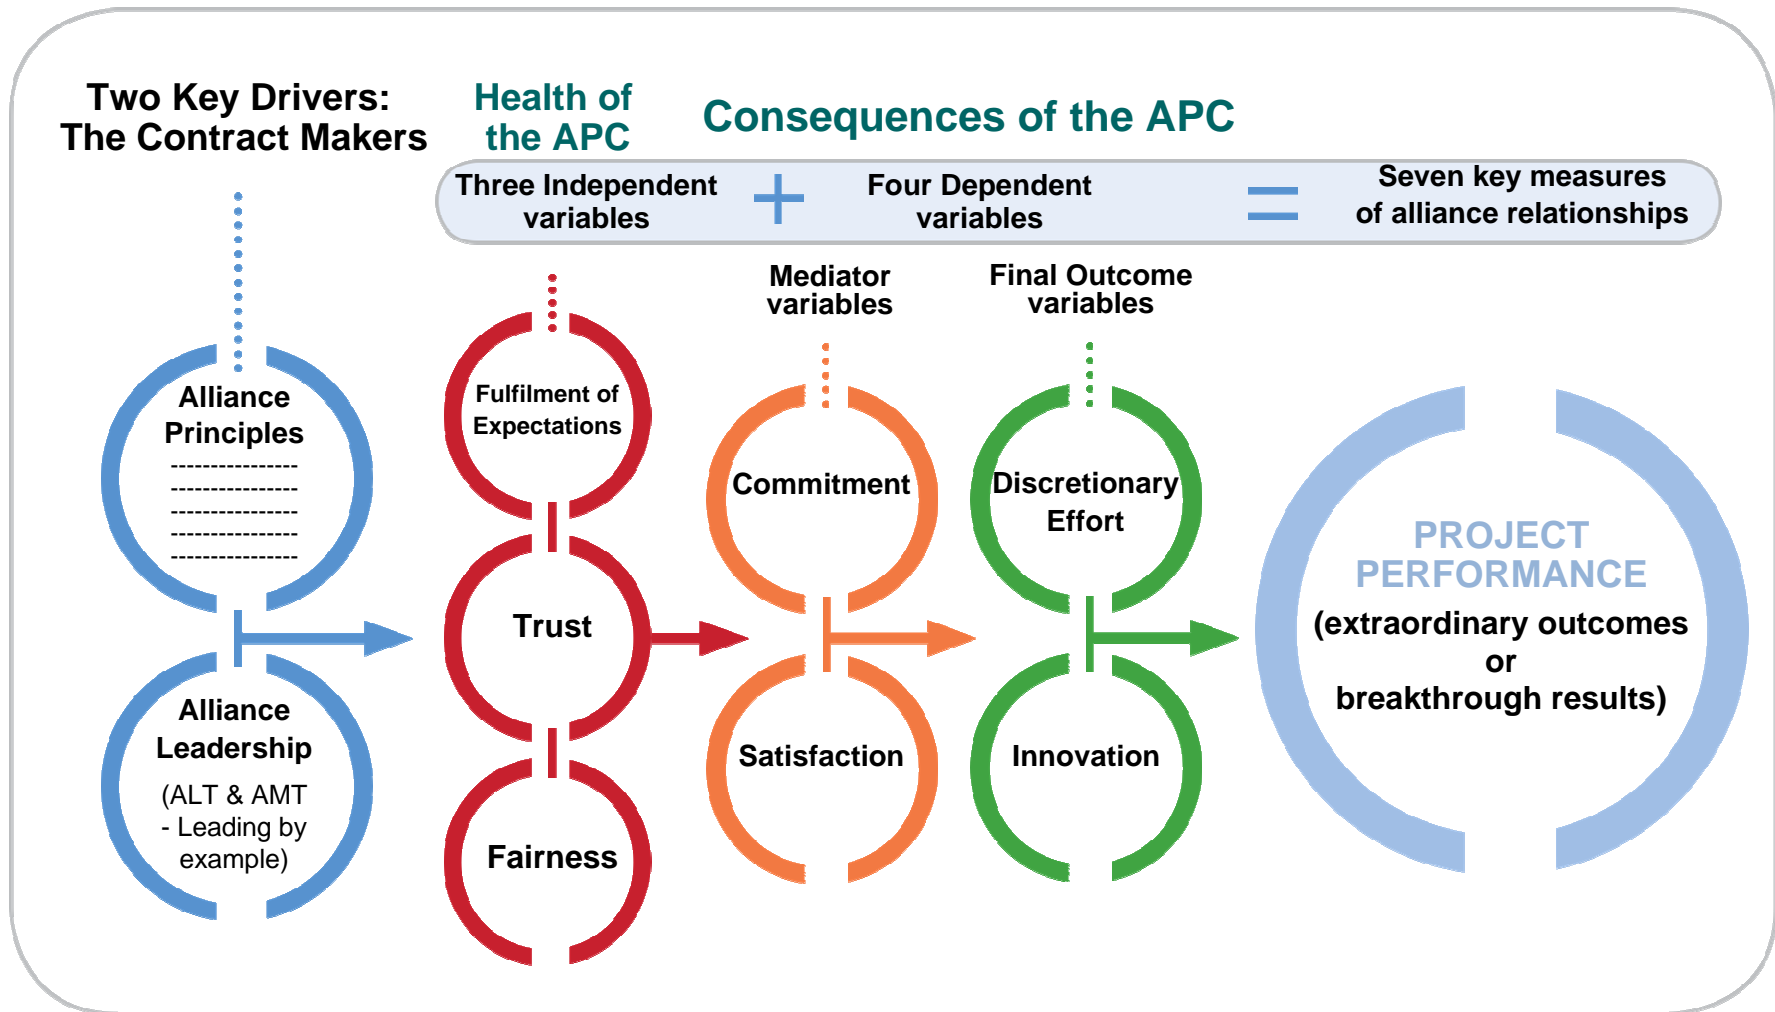 Two Key Drivers:
The Contract Makers
Health of
the APC
Consequences of the APC
Three Independent
variables
+
Four Dependent
variables
=
Seven key measures
of alliance relationships
Mediator
variables
Final Outcome
variables
Alliance
Principles
----------------
----------------
----------------
----------------
----------------
----------------
Alliance
Leadership
(ALT & AMT
- Leading by
example)
Fulfilment of
Expectations
Trust
Fairness
Commitment
Satisfaction
Discretionary
Effort
Innovation
PROJECT
PERFORMANCE
(extraordinary outcomes
or
breakthrough results)